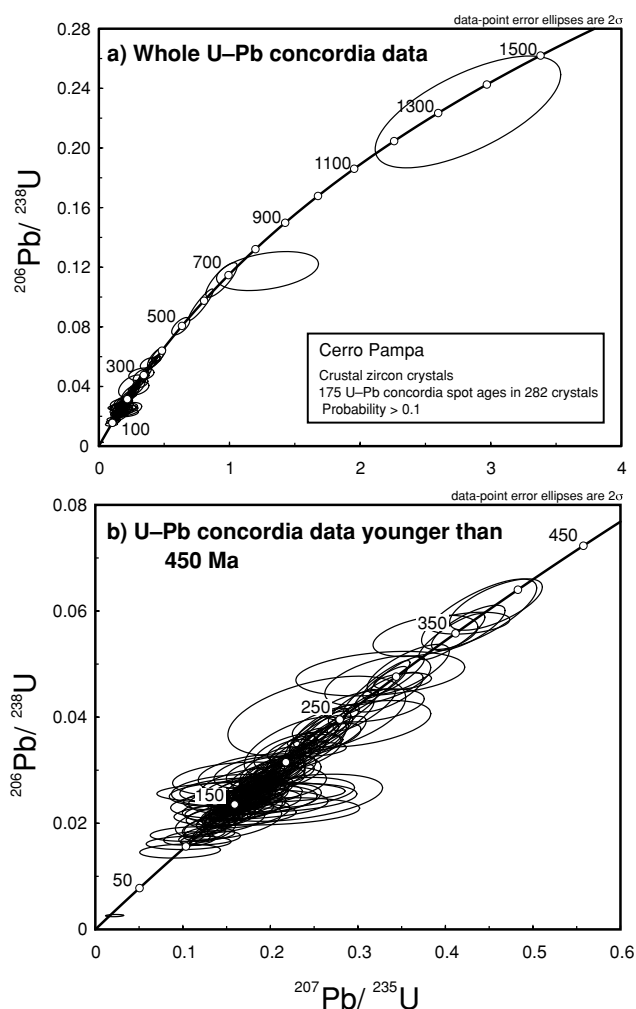 data-point error ellipses are 2σ
0.28
a) Whole U–Pb concordia data
1500
0.24
1300
0.20
1100
0.16
900
0.12
700
0.08
500
300
0.04
100
0
206Pb/ 238U
Cerro Pampa
Crustal zircon crystals
175 U–Pb concordia spot ages in 282 crystals
Probability > 0.1
0 1 2 3 4
data-point error ellipses are 2σ
0.08
b) U–Pb concordia data younger than
450 Ma
450
0.06
350
250
0.04
150
0.02
50
0
206Pb/ 238U
0 0.1 0.2 0.3 0.4 0.5 0.6
207Pb/ 235U